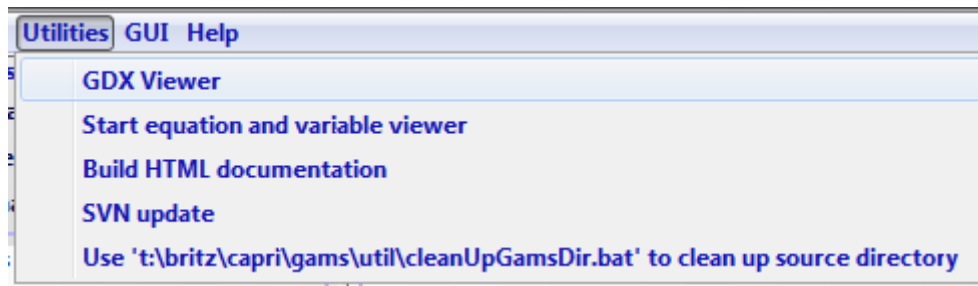 Utilities GUI Help
GDX Viewer
Start equation and variable viewer
Build HTML documentation
SVN update
Use 't:\britz\capri\gams\util\cleanUpGamsDir.bat' to clean up source directory